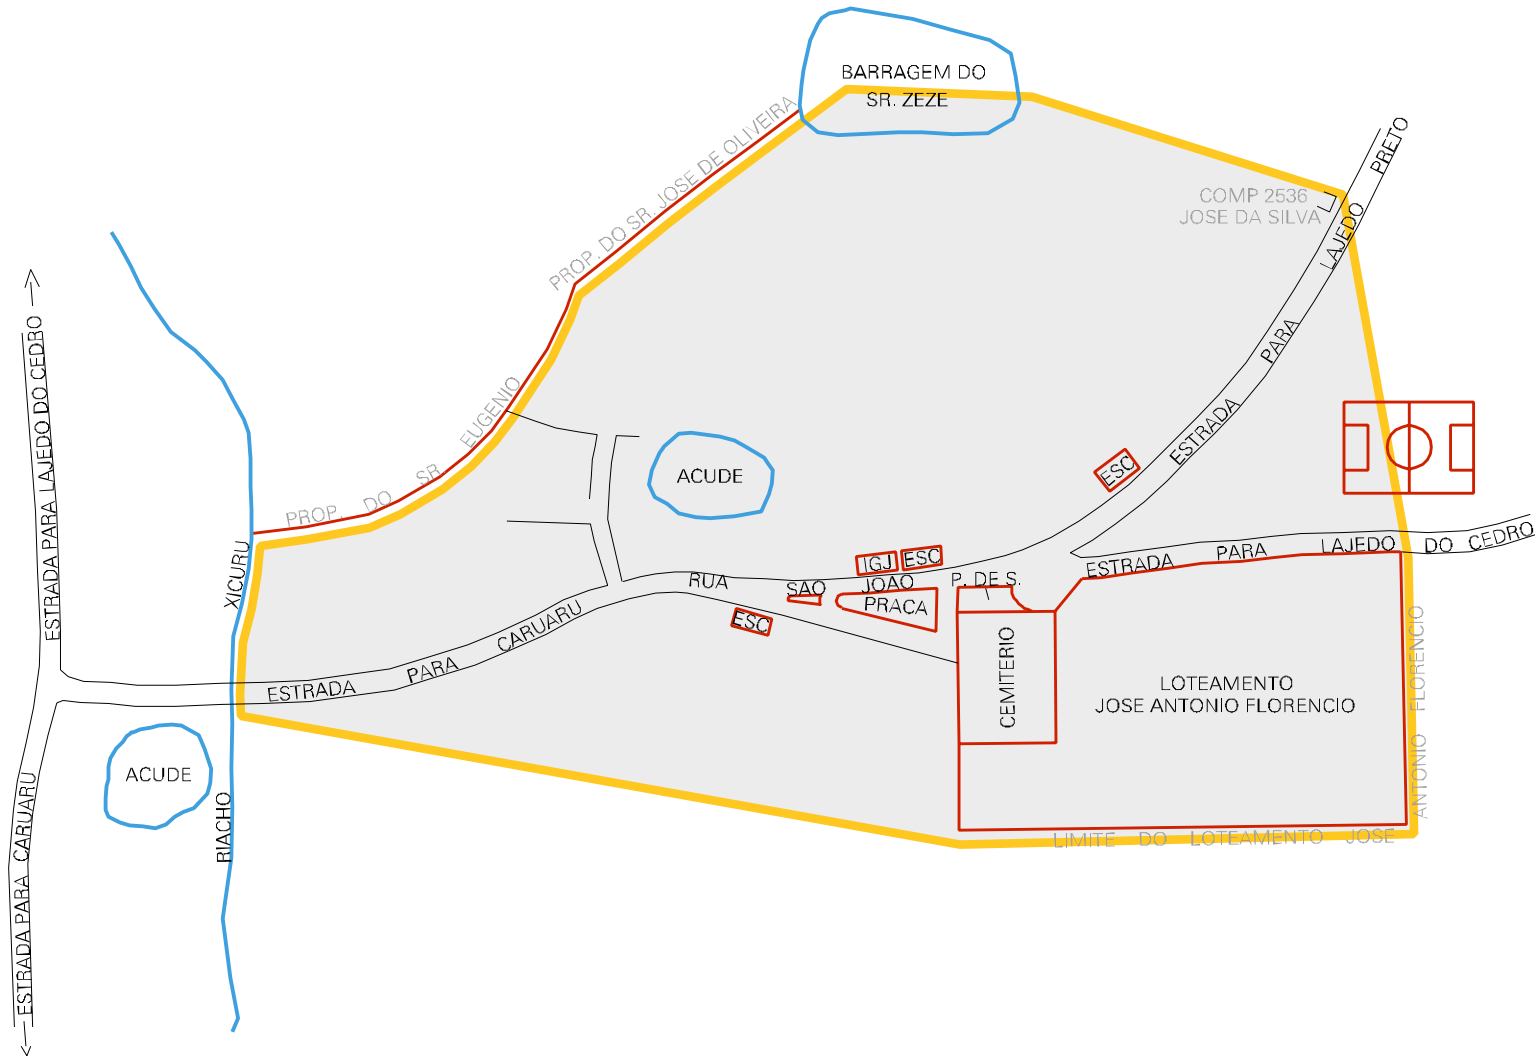 BARRAGEM DO
SR. ZEZE
PROP. DO SR. JOSE DE OLIVEIRA
COMP 2536
JOSE DA SILVA
ESTRADA PARA LAJEDO PRETO
ESTRADA PARA LAJEDO DO CEDRO
PROP. DO SR. EUGENIO
ACUDE
ESC
IGJ
ESC
RUA SAO JOAO
P. DE S.
PRACA
ESC
ESTRADA PARA LAJEDO DO CEDRO
RIACHO XICURU
ESTRADA PARA CARUARU
CEMITERIO
LOTEAMENTO
JOSE ANTONIO FLORENCIO
ACUDE
ESTRADA PARA CARUARU
LIMITE DO LOTEAMENTO JOSE ANTONIO FLORENCIO